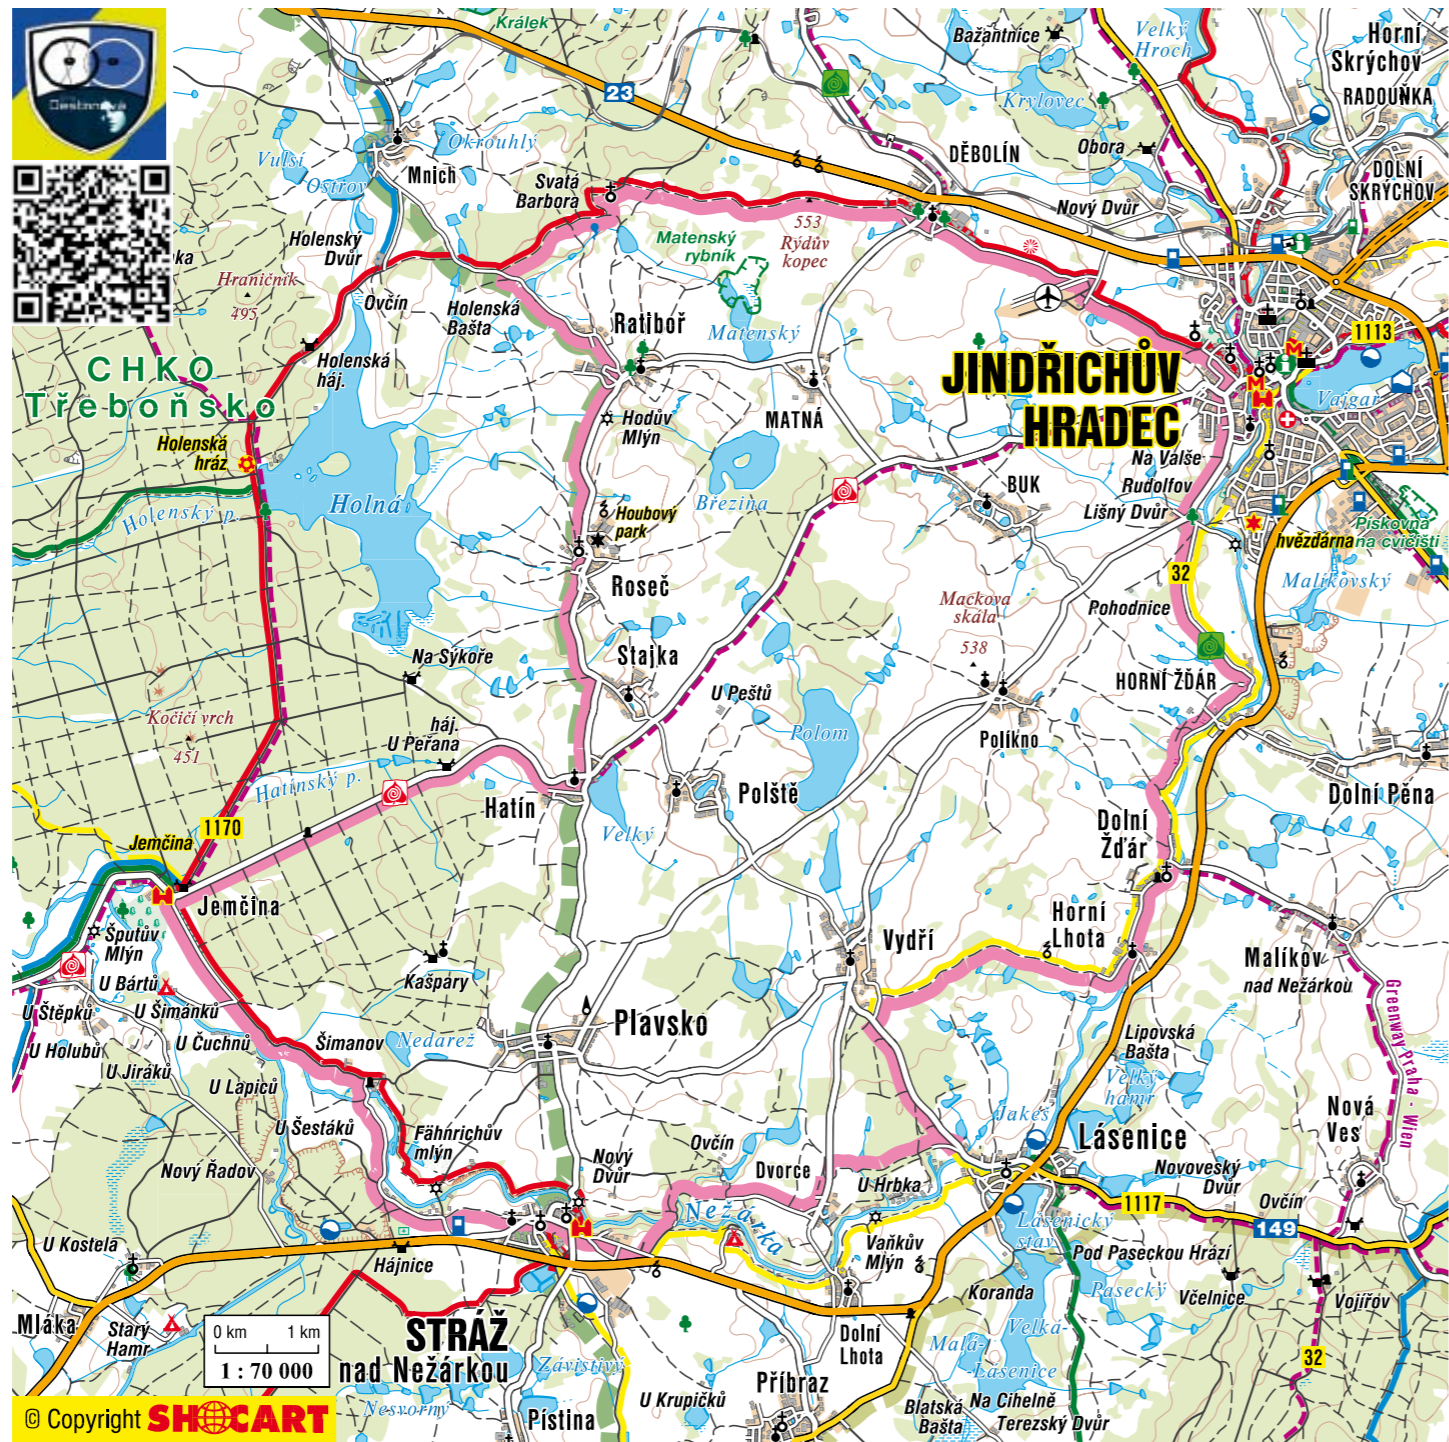 Destinnová
Králek
23
Bažantnice
Velký
Hroch
Horní
Skrýchov
RADOUŇKA
Krylovec
Obora
DĚBOLÍN
DOLNÍ
SKRÝCHOV
Nový Dvůr
Okrouhlý
Vulší
Ostrov
Mnich
Svatá
Barbora
553
Rýdův
kopec
Matenský
rybník
Holenský
Dvůr
ka
Hraničník
495
Ovčín
Holenská
Bašta
Ratiboř
Matenský
1113
CHKO
Třeboňsko
Holenská
háj.
JINDŘICHŮV
HRADEC
Vajgar
Hodův
Mlýn
MATNÁ
Na Válše
Rudolfov
Lišný Dvůr
Holenská
hráz
Holenský p.
Holná
Houbový
park
Březina
BUK
Pískovna
na cvičišti
hvězdárna
Malíkovský
Roseč
32
Mackova
skála
538
Pohodnice
Stajka
Na Sýkoře
U Peštů
HORNÍ ŽĎÁR
Kočičí vrch
451
háj.
U Peřana
Polom
Polikno
Hatínský p.
Hatín
Velký
Polště
Dolní Pěna
Dolní
Žďár
1170
Jemčina
Jemčina
Horní
Lhota
Vydří
Malíkov
nad Nežárkou
Šputův
Mlýn
U Bártů
Kašpary
U Štěpků
U Šimánků
Plavsko
Greenway Praha - Wien
U Holubů
U Čuchnů
Šimanov
Nedařež
Lipovská
Bašta
U Jiráků
U Lapiců
Velký
hamr
Nová
Ves
U Šestáků
Fähnrichův
mlýn
Jakeš
Lásenice
Nový Řadov
Nový
Dvůr
Ovčín
Dvorce
U Hrbka
Novoveský
Dvůr
Ovčín
1117
149
Nežárka
Lásenický
stav
U Kostela
Hájnice
Vaňkův
Mlýn
Pod Paseckou Hrází
Pasecký
Včelnice
Vojířov
Koranda
Mláka
Starý
Hamr
0 km 1 km
1 : 70 000
STRÁŽ
nad Nežárkou
Závistivý
Dolní
Lhota
Velká-
Malá-
Lásenice
32
Příbraz
U Krupičků
Blatská
Bašta
Na Cihelně
Terezský Dvůr
Nesvorný
Pístina
© Copyright SHOCART